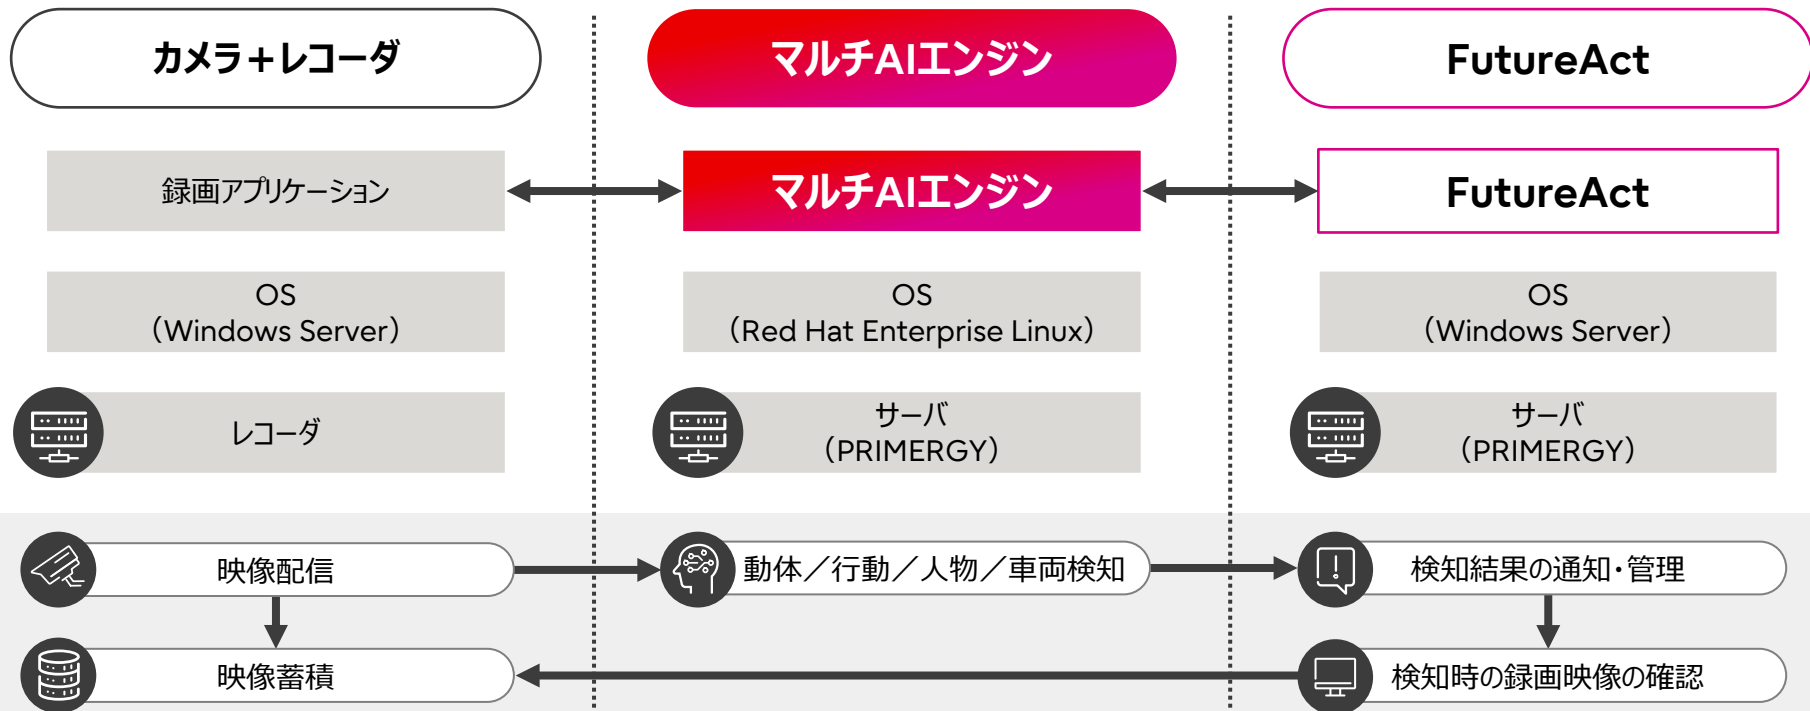 カメラ+レコーダ
マルチAIエンジン
FutureAct
録画アプリケーション
マルチAIエンジン
FutureAct
OS
（Windows Server）
OS
（Red Hat Enterprise Linux）
OS
（Windows Server）
レコーダ
サーバ
（PRIMERGY）
サーバ
（PRIMERGY）
映像配信
動体／行動／人物／車両検知
検知結果の通知・管理
映像蓄積
検知時の録画映像の確認